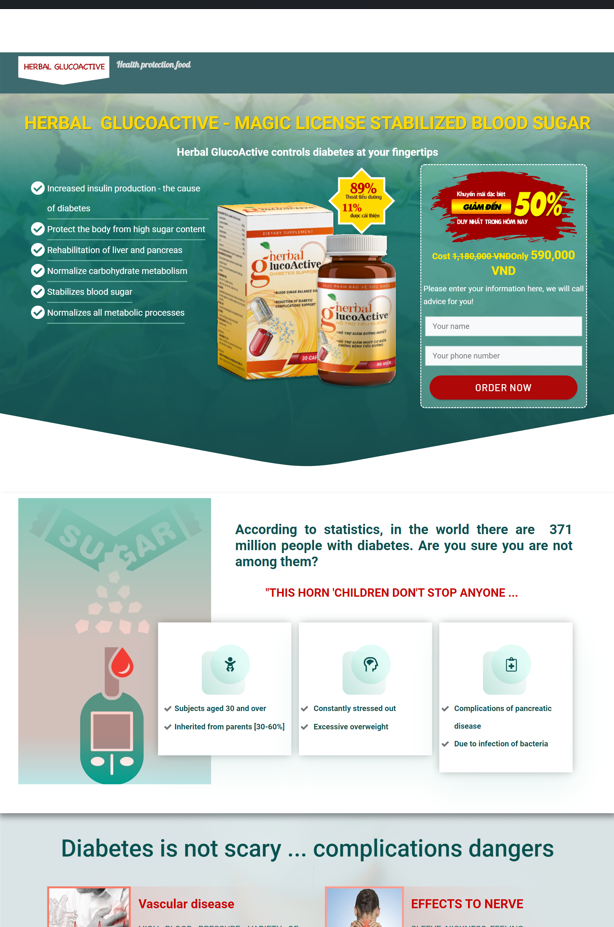 HERBAL GLUCOACTIVE
Health protection food
HERBAL GLUCOACTIVE - MAGIC LICENSE STABILIZED BLOOD SUGAR
Herbal GlucoActive controls diabetes at your fingertips
Increased insulin production - the cause
of diabetes
Protect the body from high sugar content
Rehabilitation of liver and pancreas
Normalize carbohydrate metabolism
Stabilizes blood sugar
Normalizes all metabolic processes
89%
Thoát tiểu đường
11%
được cải thiện
DIETARY SUPPLEMENT
herbal
glucoActive
DIABETES SUPPORT
30 CAP
herbal
glucoActive
Khuyến mãi đặc biệt
GIẢM ĐẾN 50%
DUY NHẤT TRONG HÔM NAY
Cost 1,180,000 VNDOnly 590,000
VND
Please enter your information here, we will call
advice for you!
Your name
Your phone number
ORDER NOW
SUGAR
According to statistics, in the world there are 371
million people with diabetes. Are you sure you are not
among them?
"THIS HORN 'CHILDREN DON'T STOP ANYONE ...
Subjects aged 30 and over
Inherited from parents [30-60%]
Constantly stressed out
Excessive overweight
Complications of pancreatic
disease
Due to infection of bacteria
Diabetes is not scary ... complications dangers
Vascular disease
EFFECTS TO NERVE